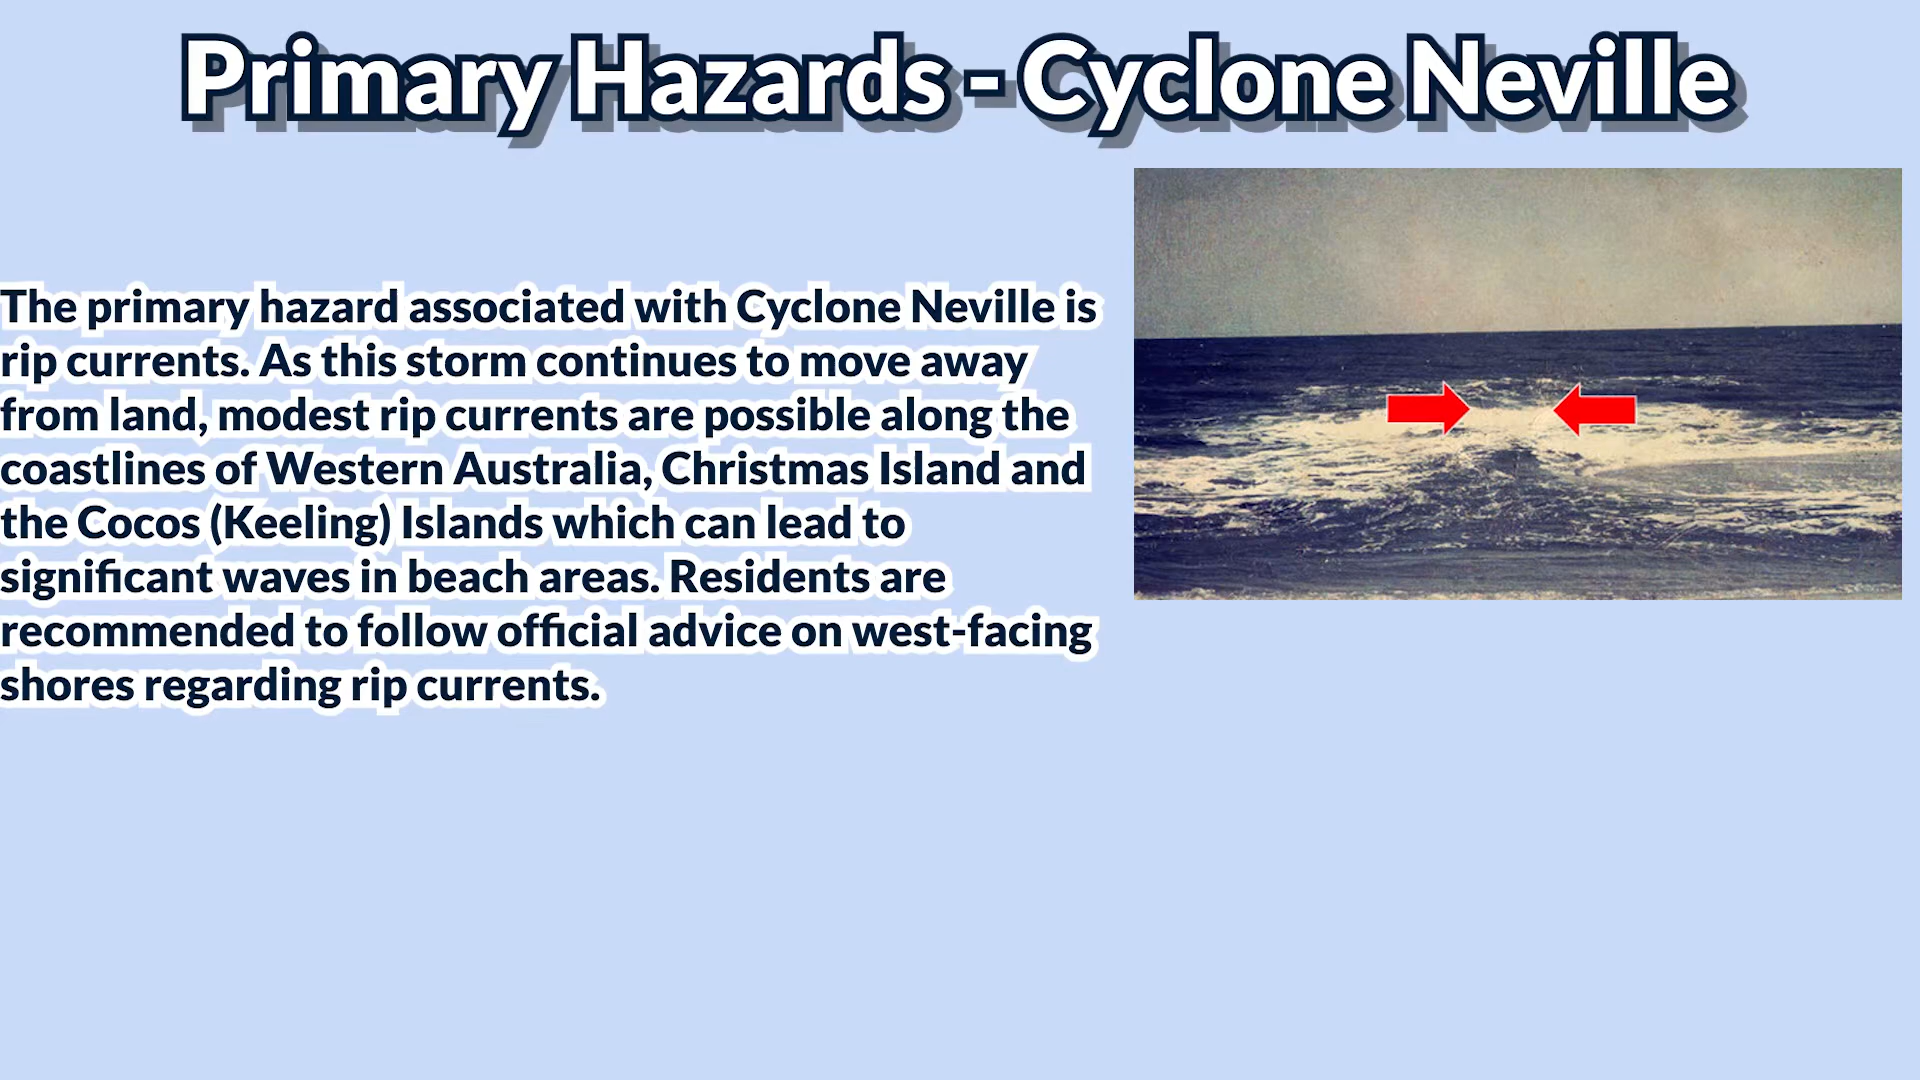 Primary Hazards - Cyclone Neville
The primary hazard associated with Cyclone Neville is
rip currents. As this storm continues to move away
from land, modest rip currents are possible along the
coastlines of Western Australia, Christmas Island and
the Cocos (Keeling) Islands which can lead to
significant waves in beach areas. Residents are
recommended to follow official advice on west-facing
shores regarding rip currents.